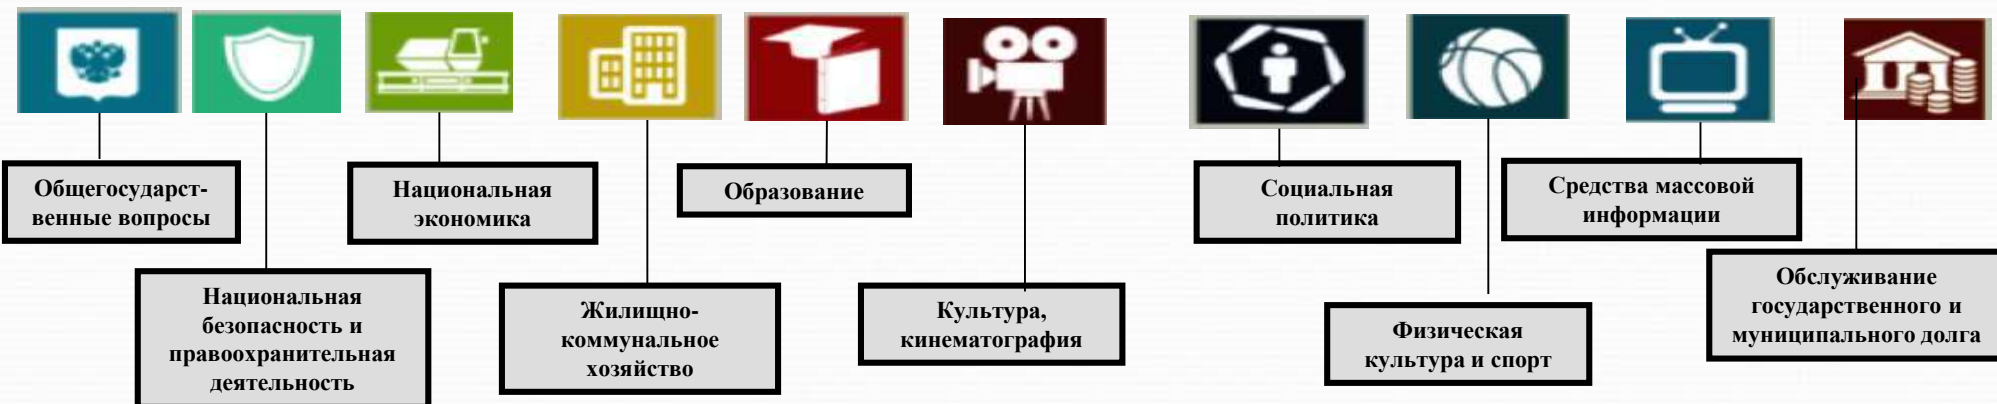 Общегосударст-
венные вопросы
Национальная
безопасность и
правоохранительная
деятельность
Национальная
экономика
Жилищно-
коммунальное
хозяйство
Образование
Культура,
кинематография
Социальная
политика
Физическая
культура и спорт
Средства массовой
информации
Обслуживание
государственного и
муниципального долга